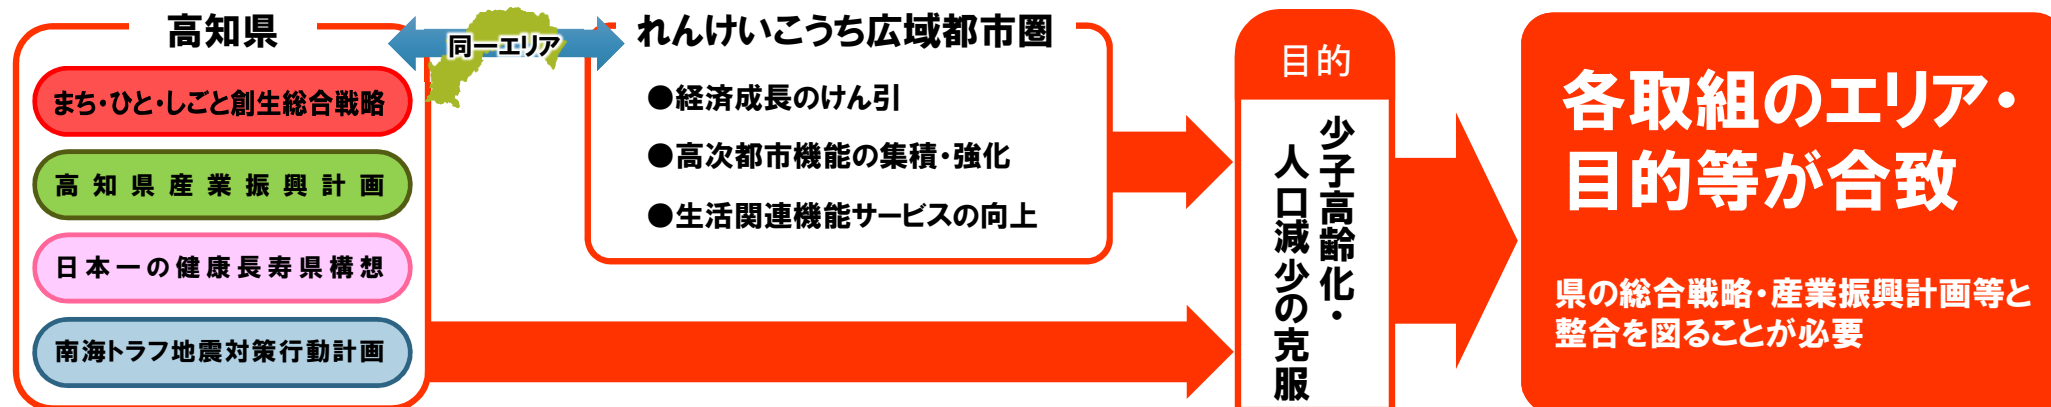 高知県
まち・ひと・しごと創生総合戦略
高知県産業振興計画
日本一の健康長寿県構想
南海トラフ地震対策行動計画
同一エリア
れんけいこうち広域都市圏
●経済成長のけん引
●高次都市機能の集積・強化
●生活関連機能サービスの向上
目的
少子高齢化・
人口減少の克服
各取組のエリア・
目的等が合致
県の総合戦略・産業振興計画等と
整合を図ることが必要